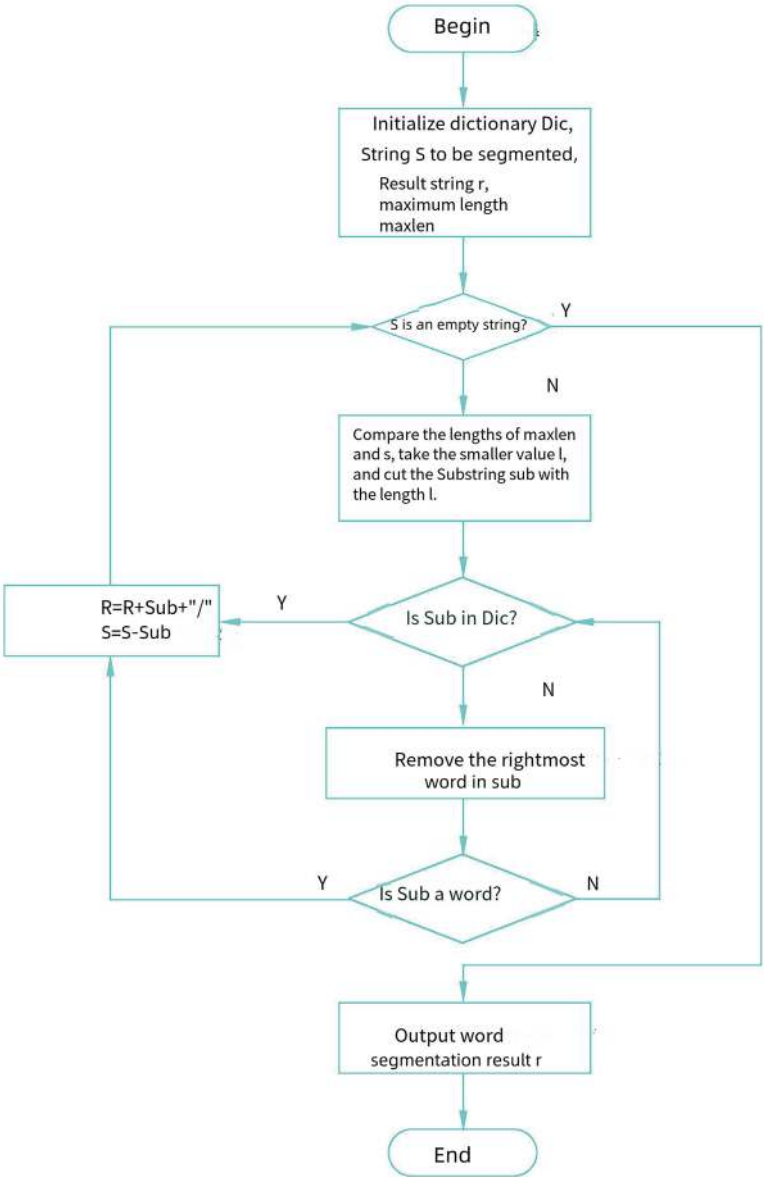 Begin
Initialize dictionary Dic,
String S to be segmented,
Result string r,
maximum length
maxlen
S is an empty string?
Y
N
Compare the lengths of maxlen
and s, take the smaller value l,
and cut the Substring sub with
the length l.
R=R+Sub+"/"
S=S-Sub
Y
Is Sub in Dic?
N
Remove the rightmost
word in sub
Y
Is Sub a word?
N
Output word
segmentation result r
End